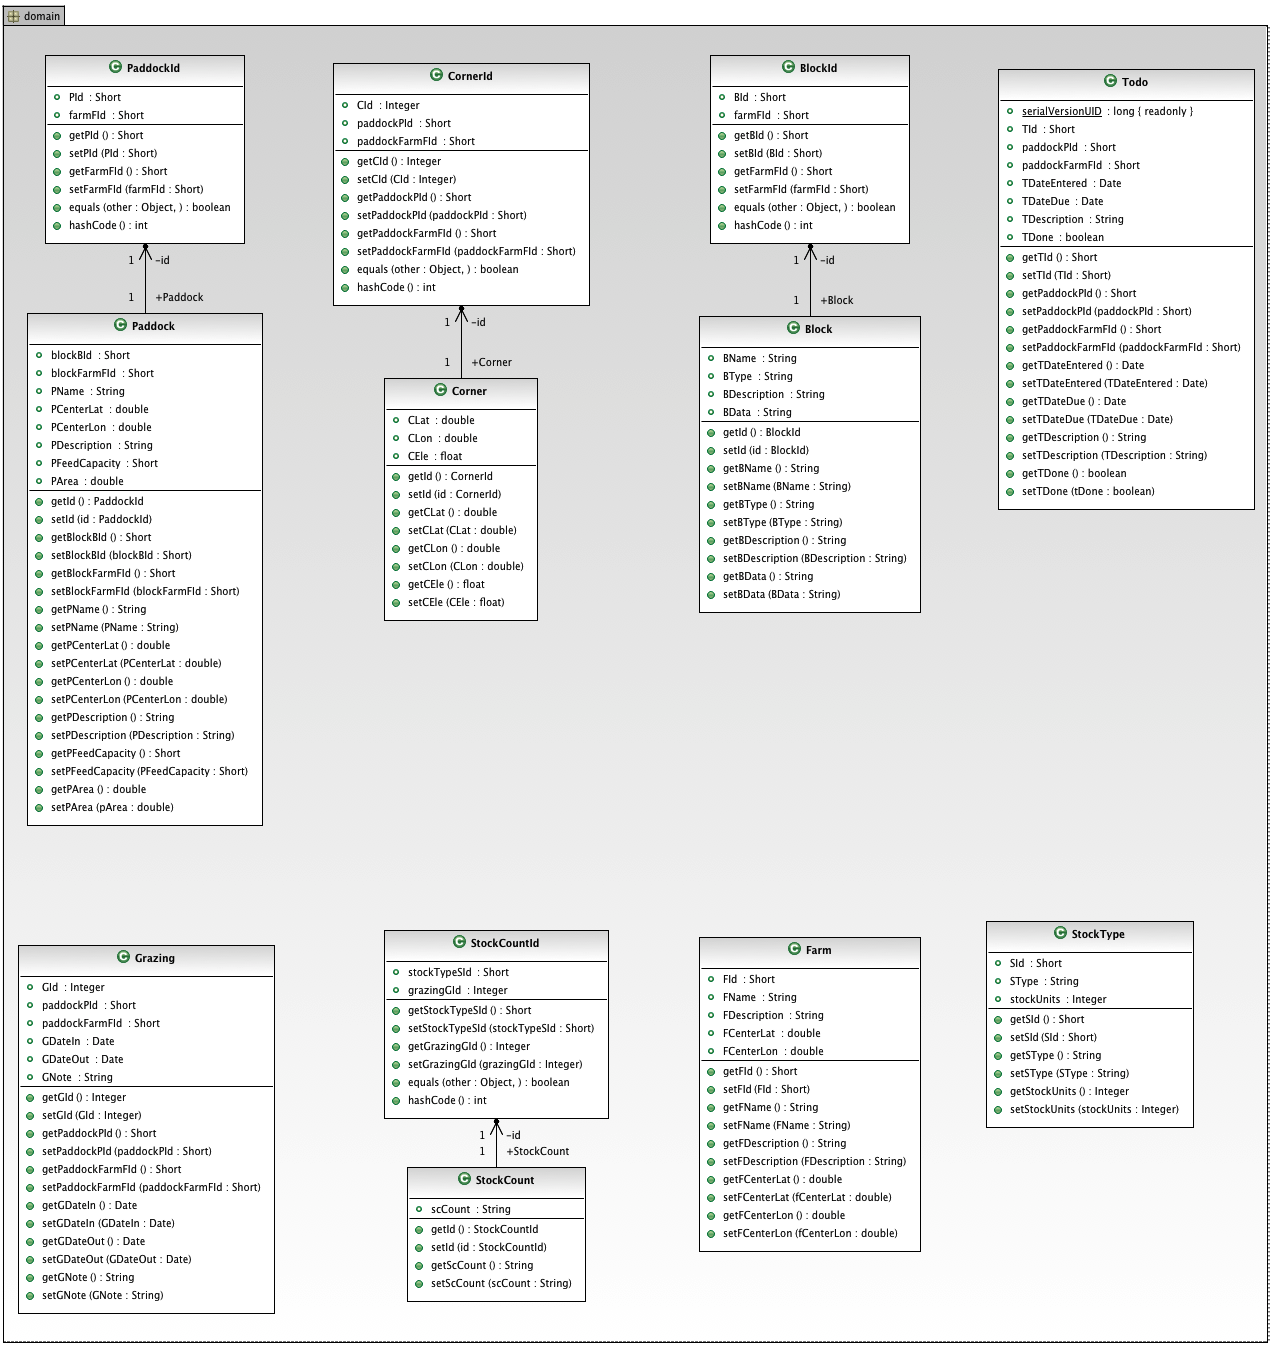 domain
PaddockId
PId : Short
farmFId : Short
getPId () : Short
setPId (PId : Short)
getFarmFId () : Short
setFarmFId (farmFId : Short)
equals (other : Object, ) : boolean
hashCode () : int
1 -id
1 +Paddock
Paddock
blockBId : Short
blockFarmFId : Short
PName : String
PCenterLat : double
PCenterLon : double
PDescription : String
PFeedCapacity : Short
PArea : double
getId () : PaddockId
setId (id : PaddockId)
getBlockBId () : Short
setBlockBId (blockBId : Short)
getBlockFarmFId () : Short
setBlockFarmFId (blockFarmFId : Short)
getPName () : String
setPName (PName : String)
getPCenterLat () : double
setPCenterLat (PCenterLat : double)
getPCenterLon () : double
setPCenterLon (PCenterLon : double)
getPDescription () : String
setPDescription (PDescription : String)
getPFeedCapacity () : Short
setPFeedCapacity (PFeedCapacity : Short)
getPArea () : double
setPArea (pArea : double)
CornerId
CId : Integer
paddockPId : Short
paddockFarmFId : Short
getCId () : Integer
setCId (CId : Integer)
getPaddockPId () : Short
setPaddockPId (paddockPId : Short)
getPaddockFarmFId () : Short
setPaddockFarmFId (paddockFarmFId : Short)
equals (other : Object, ) : boolean
hashCode () : int
1 -id
1 +Corner
Corner
CLat : double
CLon : double
CEle : float
getId () : CornerId
setId (id : CornerId)
getCLat () : double
setCLat (CLat : double)
getCLon () : double
setCLon (CLon : double)
getCEle () : float
setCEle (CEle : float)
BlockId
BId : Short
farmFId : Short
getBId () : Short
setBId (BId : Short)
getFarmFId () : Short
setFarmFId (farmFId : Short)
equals (other : Object, ) : boolean
hashCode () : int
1 -id
1 +Block
Block
BName : String
BType : String
BDescription : String
BData : String
getId () : BlockId
setId (id : BlockId)
getBName () : String
setBName (BName : String)
getBType () : String
setBType (BType : String)
getBDescription () : String
setBDescription (BDescription : String)
getBData () : String
setBData (BData : String)
Todo
serialVersionUID : long { readonly }
TId : Short
paddockPId : Short
paddockFarmFId : Short
TDateEntered : Date
TDateDue : Date
TDescription : String
TDone : boolean
getTId () : Short
setTId (TId : Short)
getPaddockPId () : Short
setPaddockPId (paddockPId : Short)
getPaddockFarmFId () : Short
setPaddockFarmFId (paddockFarmFId : Short)
getTDateEntered () : Date
setTDateEntered (TDateEntered : Date)
getTDateDue () : Date
setTDateDue (TDateDue : Date)
getTDescription () : String
setTDescription (TDescription : String)
getTDone () : boolean
setTDone (tDone : boolean)
Grazing
GId : Integer
paddockPId : Short
paddockFarmFId : Short
GDateIn : Date
GDateOut : Date
GNote : String
getGId () : Integer
setGId (GId : Integer)
getPaddockPId () : Short
setPaddockPId (paddockPId : Short)
getPaddockFarmFId () : Short
setPaddockFarmFId (paddockFarmFId : Short)
getGDateIn () : Date
setGDateIn (GDateIn : Date)
getGDateOut () : Date
setGDateOut (GDateOut : Date)
getGNote () : String
setGNote (GNote : String)
StockCountId
stockTypeSId : Short
grazingGId : Integer
getStockTypeSId () : Short
setStockTypeSId (stockTypeSId : Short)
getGrazingGId () : Integer
setGrazingGId (grazingGId : Integer)
equals (other : Object, ) : boolean
hashCode () : int
1 -id
1 +StockCount
StockCount
scCount : String
getId () : StockCountId
setId (id : StockCountId)
getScCount () : String
setScCount (scCount : String)
Farm
FId : Short
FName : String
FDescription : String
FCenterLat : double
FCenterLon : double
getFId () : Short
setFId (FId : Short)
getFName () : String
setFName (FName : String)
getFDescription () : String
setFDescription (FDescription : String)
getFCenterLat () : double
setFCenterLat (fCenterLat : double)
getFCenterLon () : double
setFCenterLon (fCenterLon : double)
StockType
SId : Short
SType : String
stockUnits : Integer
getSId () : Short
setSId (SId : Short)
getSType () : String
setSType (SType : String)
getStockUnits () : Integer
setStockUnits (stockUnits : Integer)